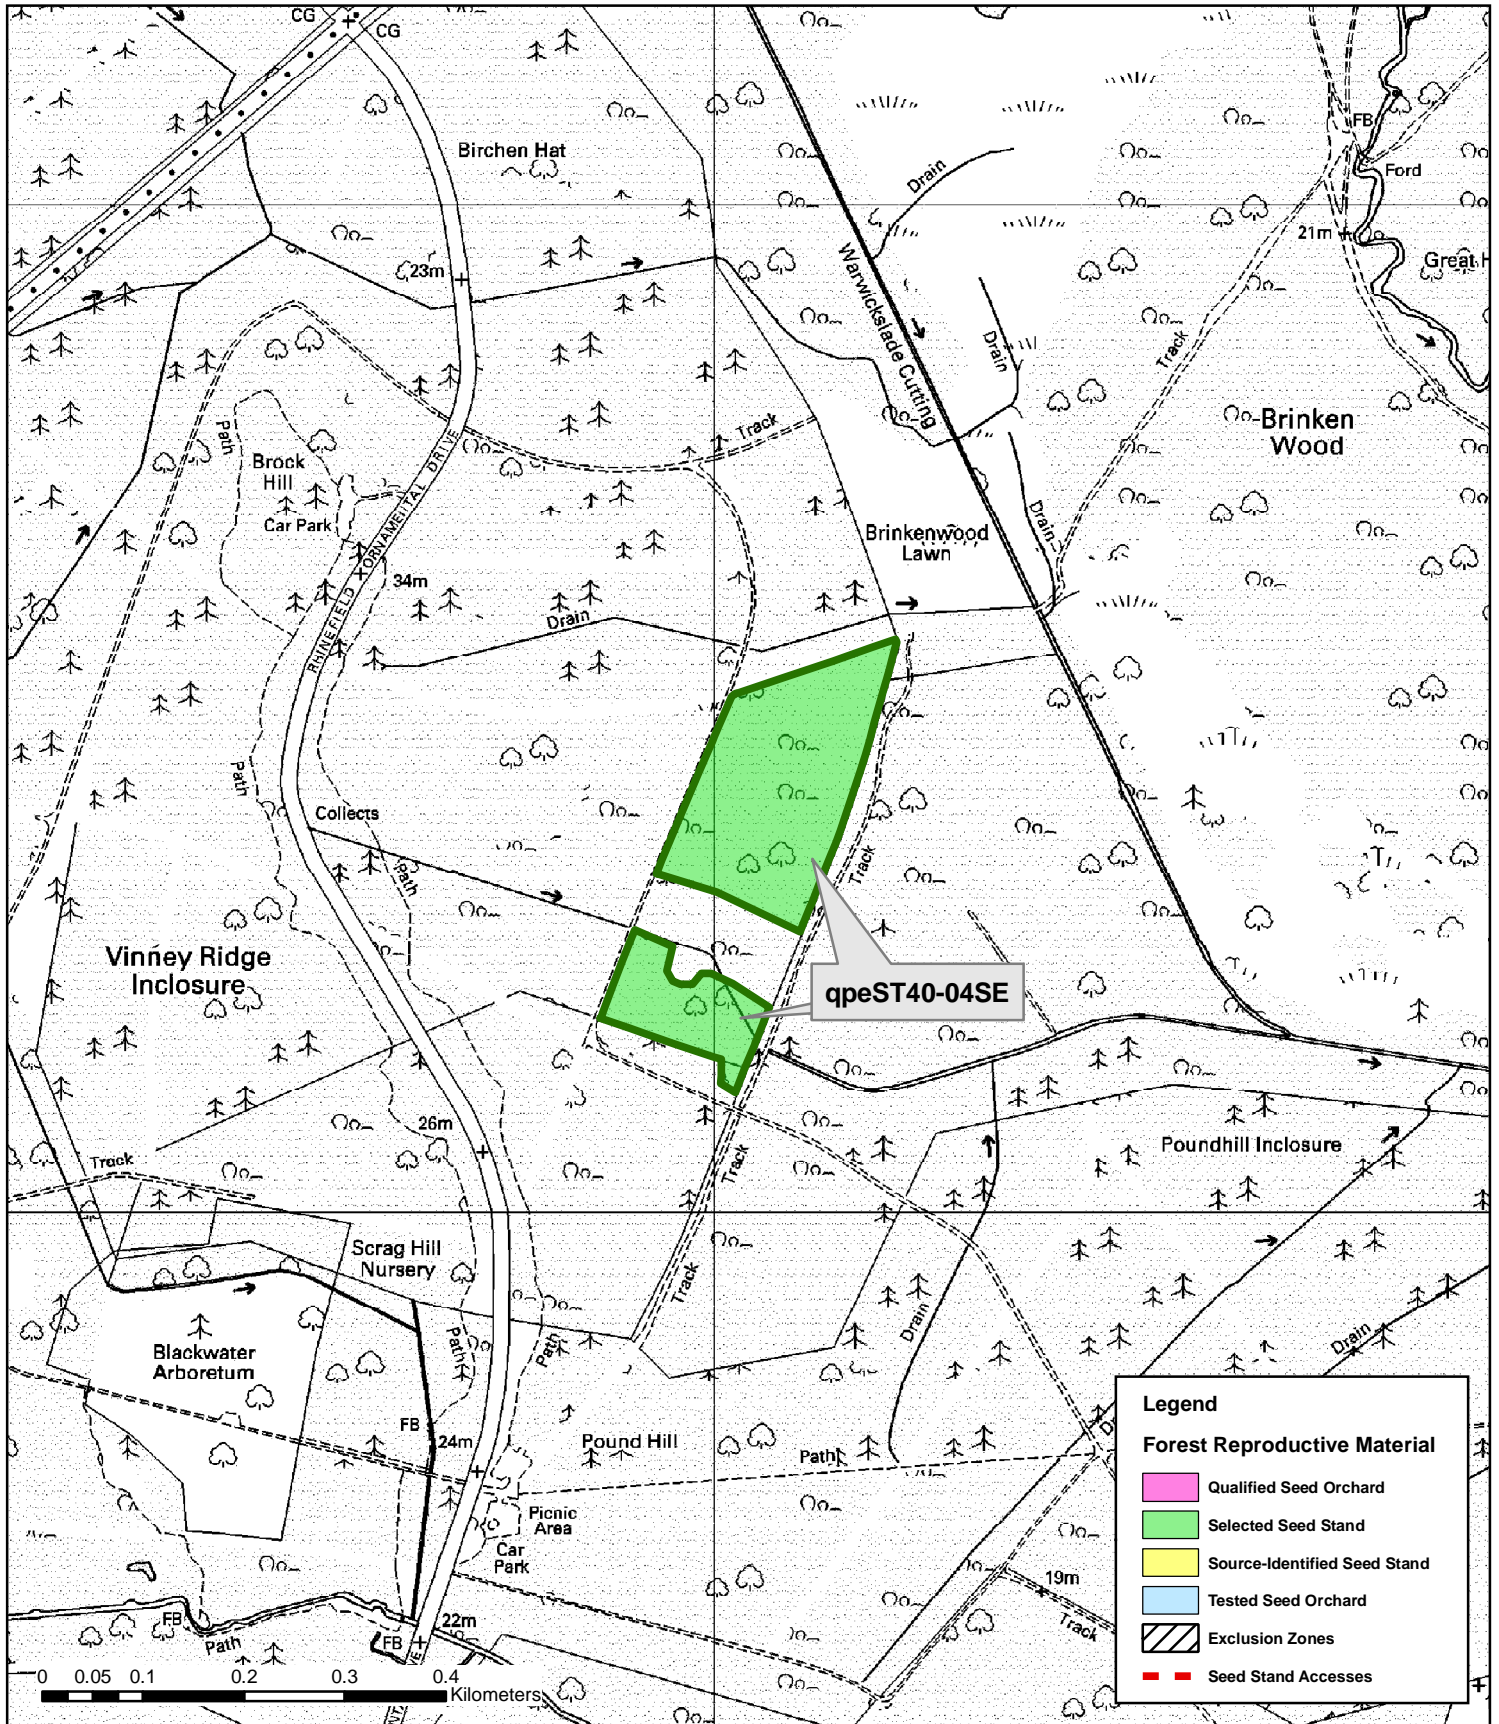 CG
CG
Birchen Hat
Drain
FB
Ford
21m
Great H
23m
Warwickslade Cutting
Drain
Track
Path
Track
Brinken
Wood
Brock
Hill
Car Park
RHINEFIELD ORNAMENTAL DRIVE
34m
Brinkenwood
Lawn
Drain
Drain
Path
Collects
Path
Track
Vinney Ridge
Inclosure
qpeST40-04SE
26m
Track
Track
Poundhill Inclosure
Scrag Hill
Nursery
Track
Path
Path
Drain
Drain
Blackwater
Arboretum
FB
24m
Pound Hill
Path
Picnic
Area
Car
Park
19m
Track
FB
Path
FB
22m
0 0.05 0.1 0.2 0.3 0.4
Kilometers
Legend
Forest Reproductive Material
Qualified Seed Orchard
Selected Seed Stand
Source-Identified Seed Stand
Tested Seed Orchard
Exclusion Zones
Seed Stand Accesses